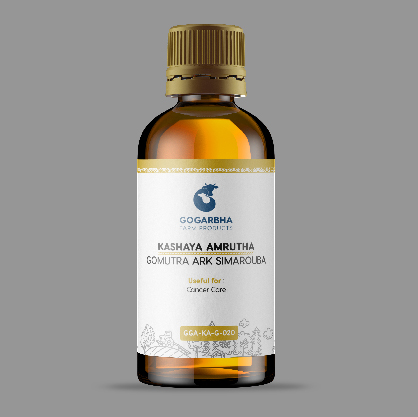 GOGARBHA
FARM PRODUCTS
KASHAYA AMRUTHA
GOMUTRA ARK SIMAROUBA
Useful for :
Cancer Care
GGA-KA-G-020